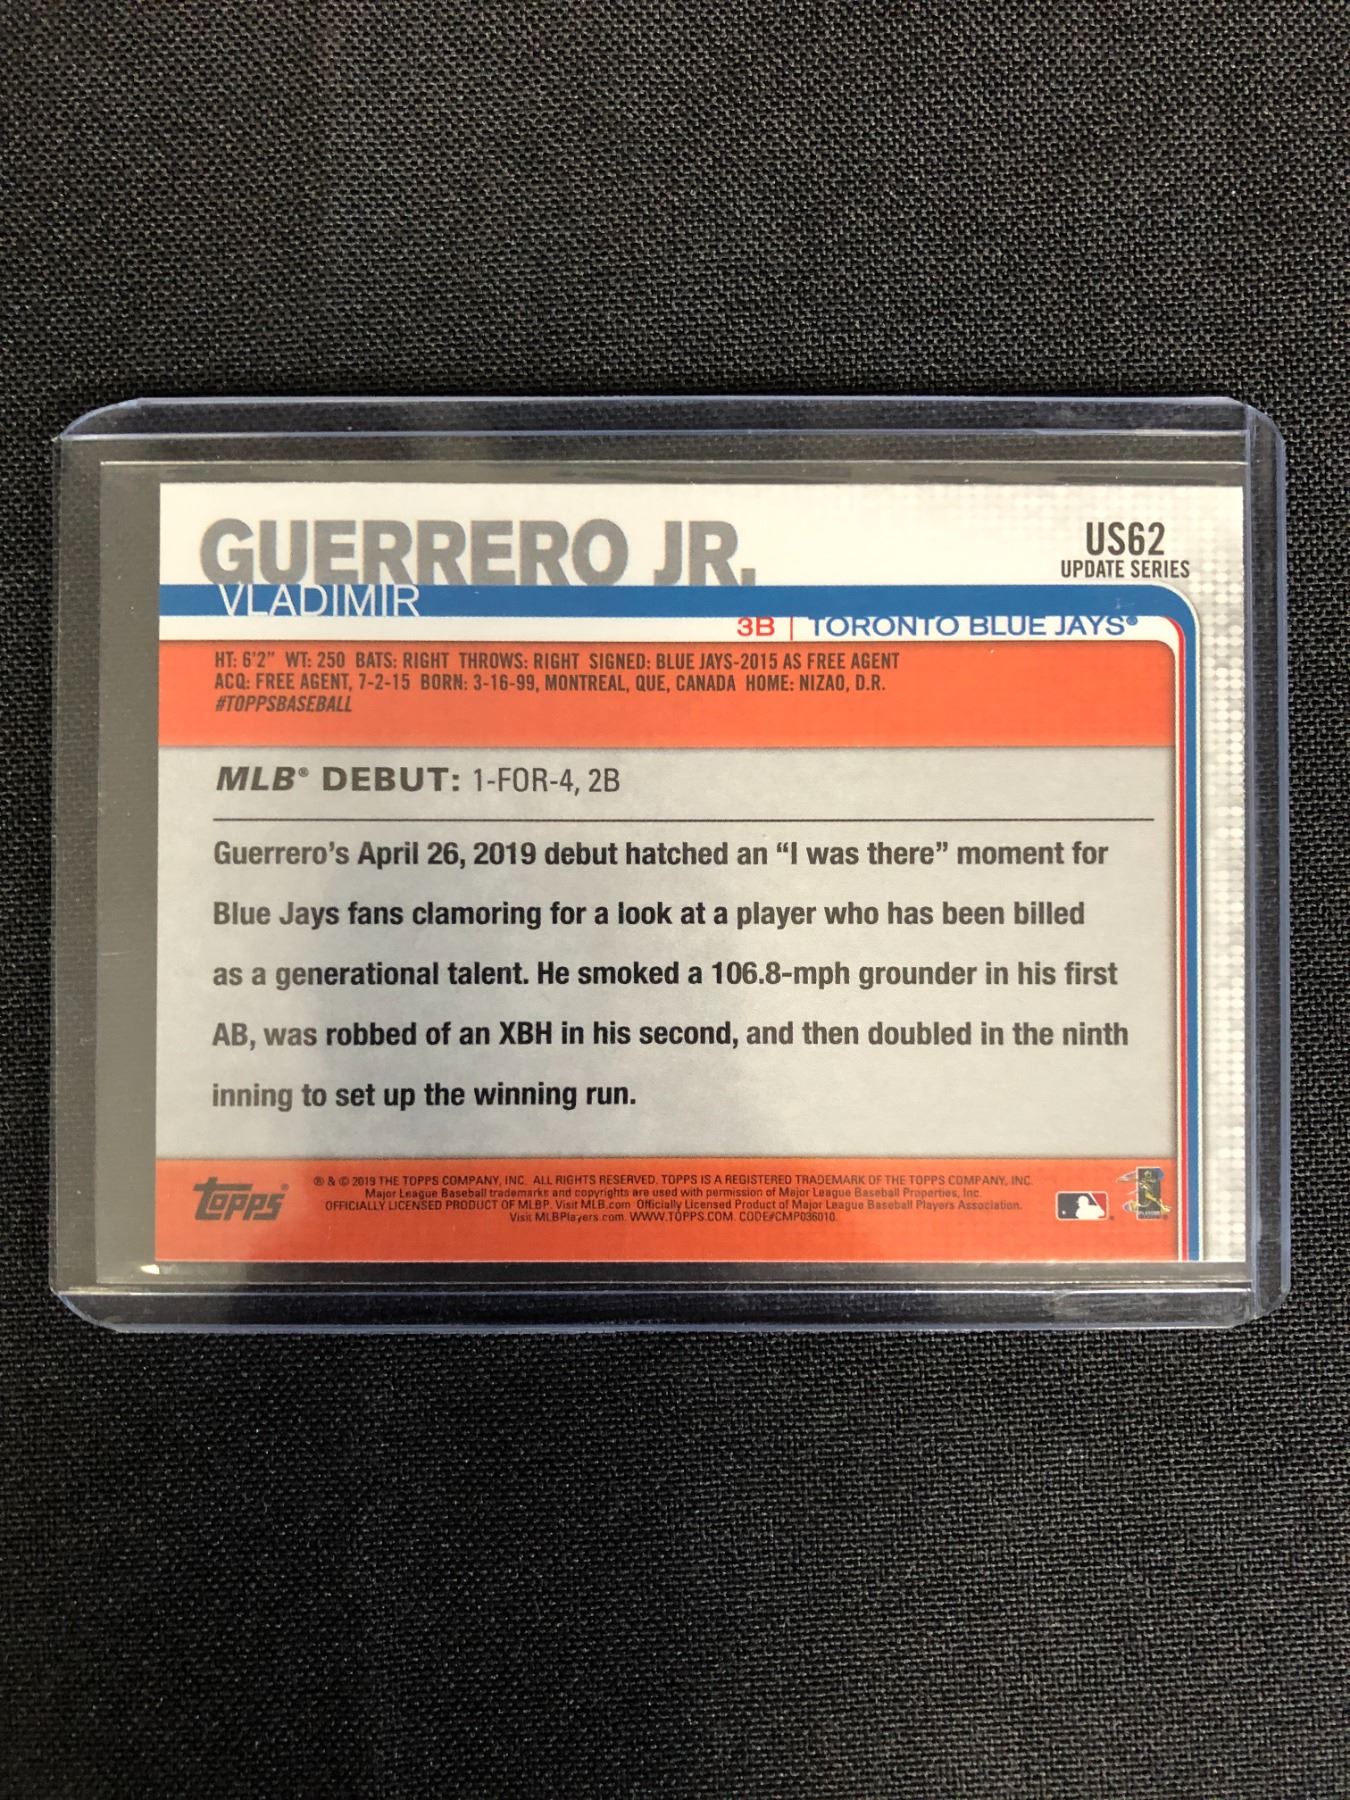 GUERRERO JR.
VLADIMIR
US62
UPDATE SERIES
3B | TORONTO BLUE JAYS®
HT: 6'2" WT: 250 BATS: RIGHT THROWS: RIGHT SIGNED: BLUE JAYS-2015 AS FREE AGENT
ACQ: FREE AGENT, 7-2-15 BORN: 3-16-99, MONTREAL, QUE, CANADA HOME: NIZAO, D.R.
#TOPPSBASEBALL
MLB® DEBUT: 1-FOR-4, 2B
Guerrero's April 26, 2019 debut hatched an “I was there” moment for
Blue Jays fans clamoring for a look at a player who has been billed
as a generational talent. He smoked a 106.8-mph grounder in his first
AB, was robbed of an XBH in his second, and then doubled in the ninth
inning to set up the winning run.
Topps®
® & © 2019 THE TOPPS COMPANY, INC. ALL RIGHTS RESERVED. TOPPS IS A REGISTERED TRADEMARK OF THE TOPPS COMPANY, INC.
Major League Baseball trademarks and copyrights are used with permission of Major League Baseball Properties, Inc.
OFFICIALLY LICENSED PRODUCT OF MLBP. Visit MLB.com Officially Licensed Product of Major League Baseball Players Association.
Visit MLBPlayers.com. WWW.TOPPS.COM. CODE#CMP036010.